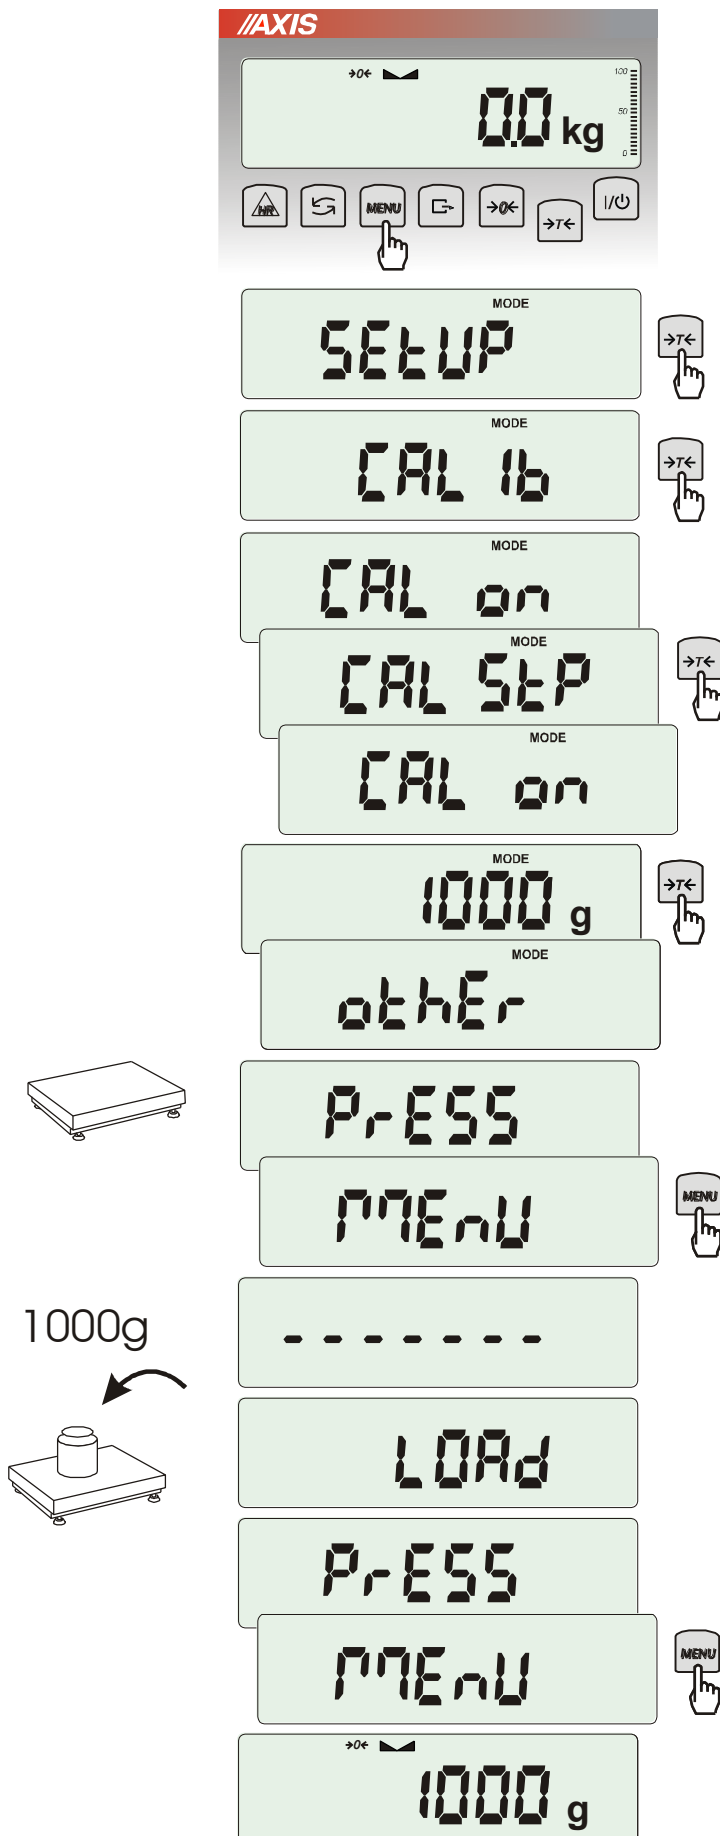 //AXIS
→0←
100
50
0
0.0 kg
HR MENU →0← →T← I/⏻
MODE
SEtUP
→T←
MODE
CAL Ib
→T←
MODE
CAL on
MODE
CAL StP
→T←
MODE
CAL on
MODE
1000 g
→T←
MODE
othEr
PrESS
MEnU
MENU
1000g
-------
LOAd
PrESS
MEnU
MENU
→0←
1000 g